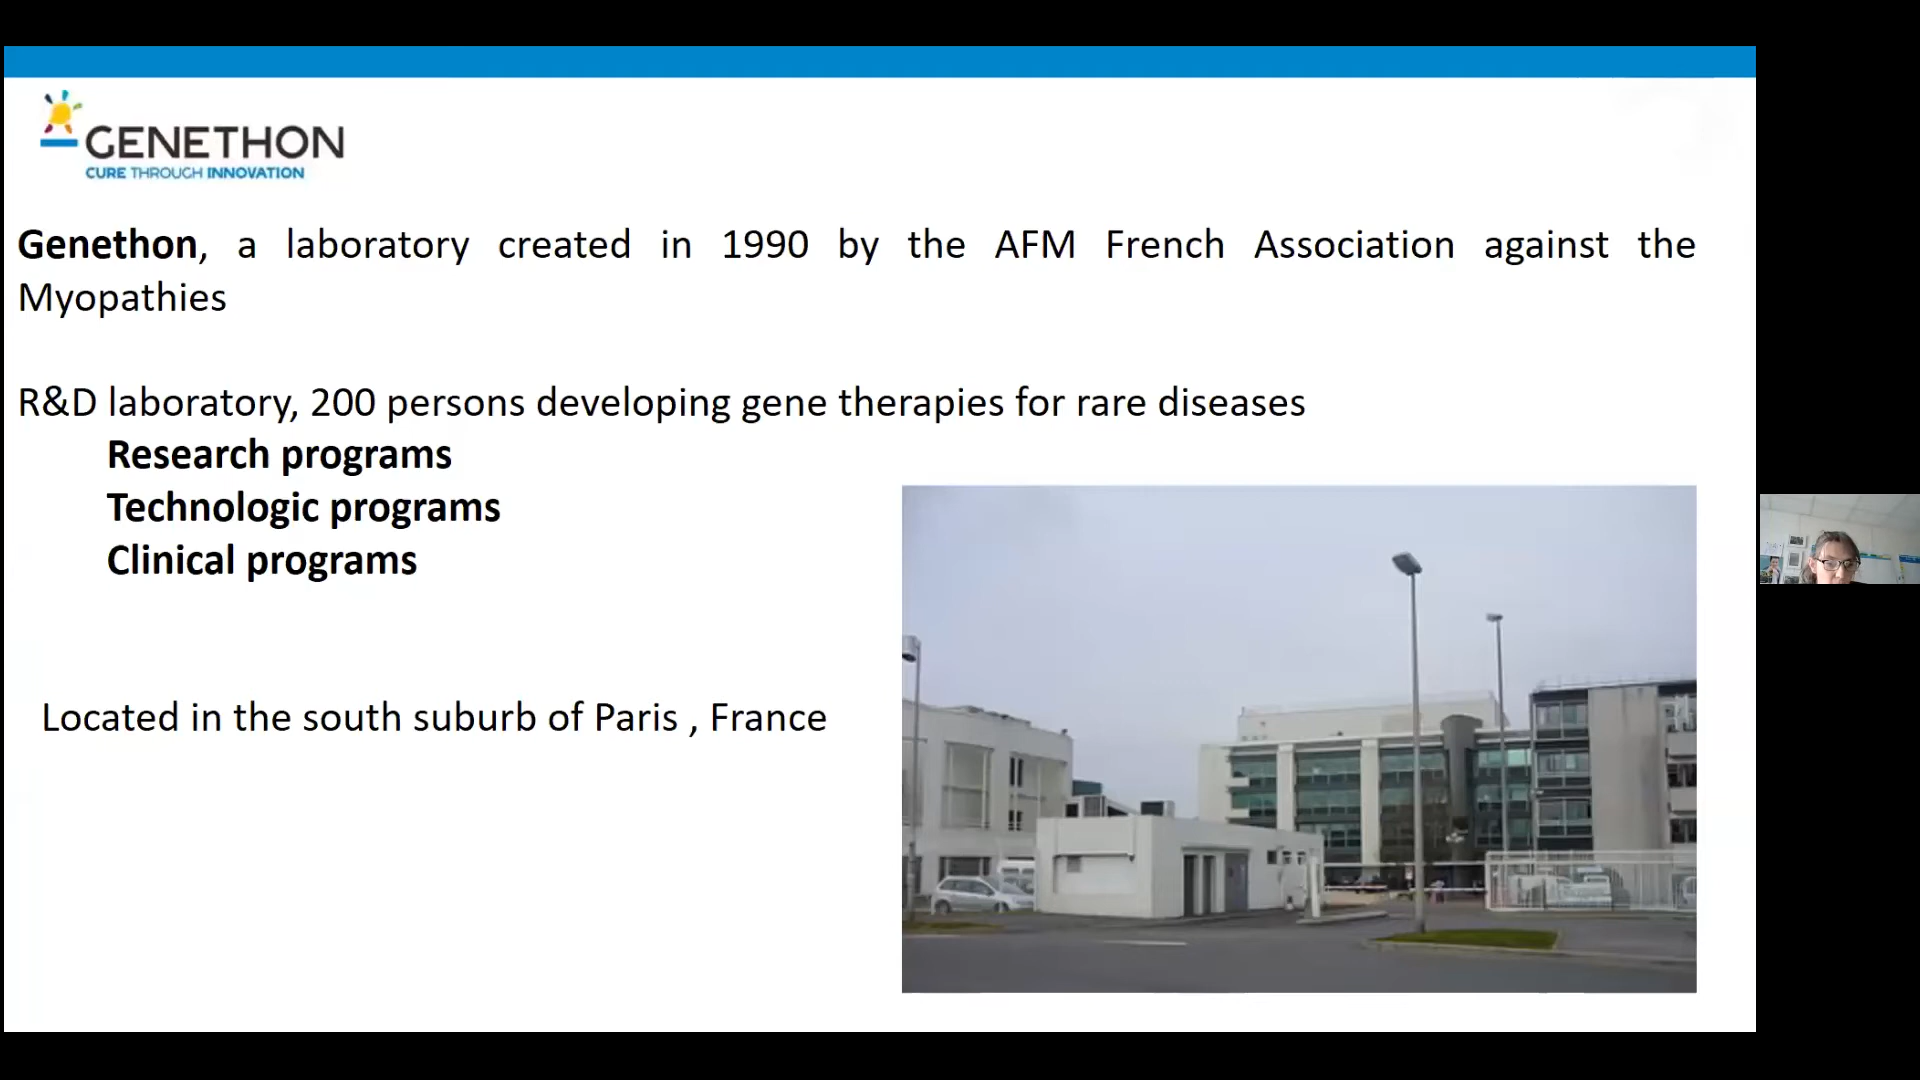 GENETHON
CURE THROUGH INNOVATION
Genethon, a laboratory created in 1990 by the AFM French Association against the
Myopathies
R&D laboratory, 200 persons developing gene therapies for rare diseases
Research programs
Technologic programs
Clinical programs
Located in the south suburb of Paris , France